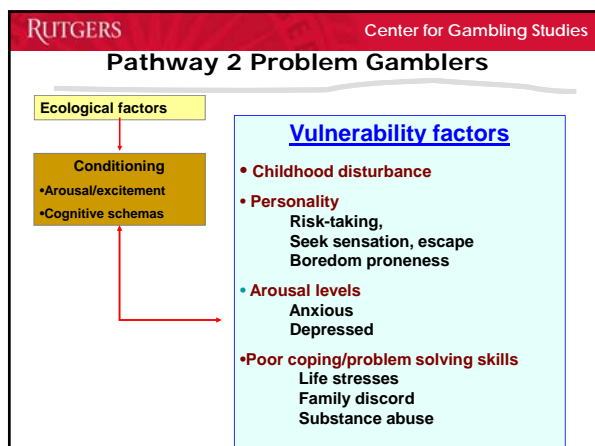 RUTGERS
Center for Gambling Studies
Pathway 2 Problem Gamblers
Ecological factors
Conditioning
•Arousal/excitement
•Cognitive schemas
Vulnerability factors
• Childhood disturbance
• Personality
Risk-taking,
Seek sensation, escape
Boredom proneness
• Arousal levels
Anxious
Depressed
•Poor coping/problem solving skills
Life stresses
Family discord
Substance abuse